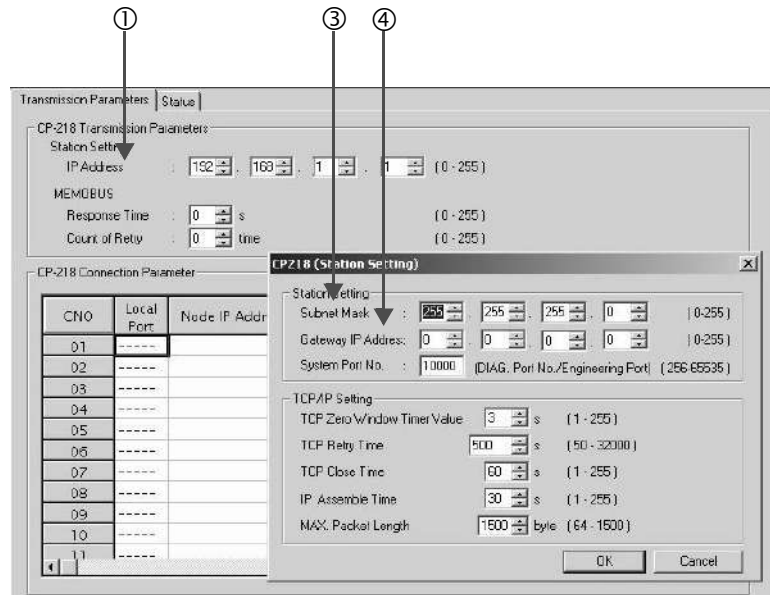 ① ③ ④
Transmission Parameters Status
CP-218 Transmission Parameters
Station Sett
IP Address : 192 . 168 . 1 . 1 ( 0 - 255 )
MEMOBUS
Response Time : 0 s ( 0 - 255 )
Count of Retry : 0 time ( 0 - 255 )
CP-218 Connection Parameter
CNO Local Port Node IP Addr
01 -----
02 -----
03 -----
04 -----
05 -----
06 -----
07 -----
08 -----
09 -----
10 -----
11 -----
CP218 (Station Setting)
Station Setting
Subnet Mask : 255 . 255 . 255 . 0 ( 0-255 )
Gateway IP Address: 0 . 0 . 0 . 0 ( 0-255 )
System Port No. : 10000 (DIAG. Port No./Engineering Port) ( 256-65535 )
TCP/IP Setting
TCP Zero Window Timer Value 3 s ( 1 - 255 )
TCP Retry Time 500 s ( 50 - 32000 )
TCP Close Time 60 s ( 1 - 255 )
IP Assemble Time 30 s ( 1 - 255 )
MAX. Packet Length 1500 byte ( 64 - 1500 )
OK Cancel